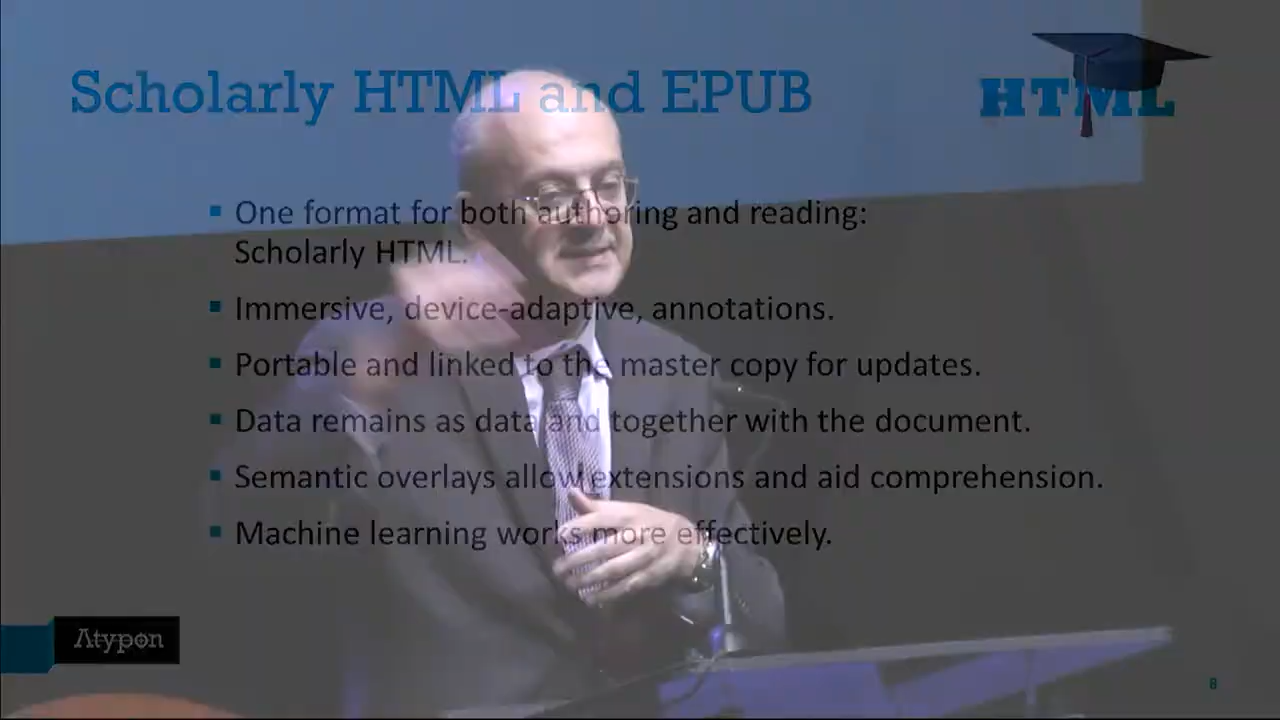 Scholarly HTML and EPUB
HTML
One format for both authoring and reading:
Scholarly HTML.
Immersive, device-adaptive, annotations.
Portable and linked to the master copy for updates.
Data remains as data and together with the document.
Semantic overlays allow extensions and aid comprehension.
Machine learning works more effectively.
Atypon
8